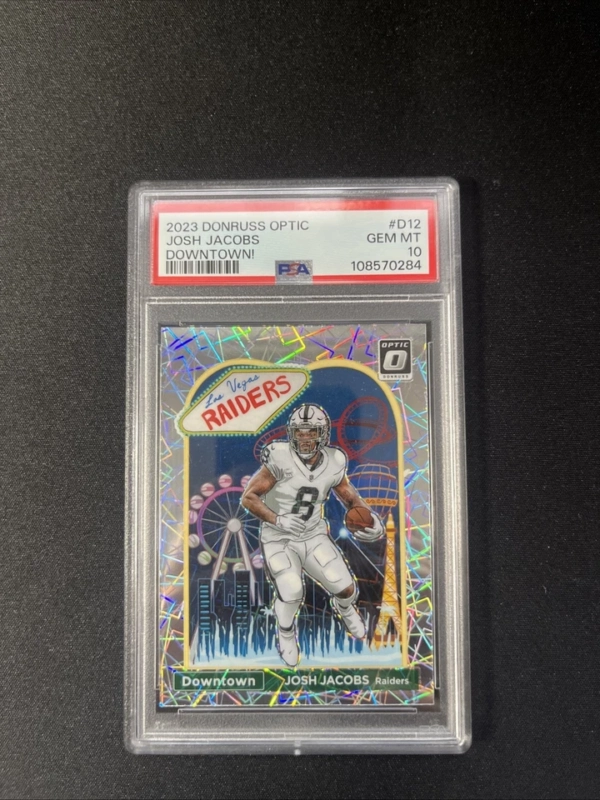 2023 DONRUSS OPTIC #D12
JOSH JACOBS GEM MT
DOWNTOWN! 10
PSA 108570284
OPTIC
O
DONRUSS
Las Vegas
RAIDERS
8
Downtown JOSH JACOBS Raiders